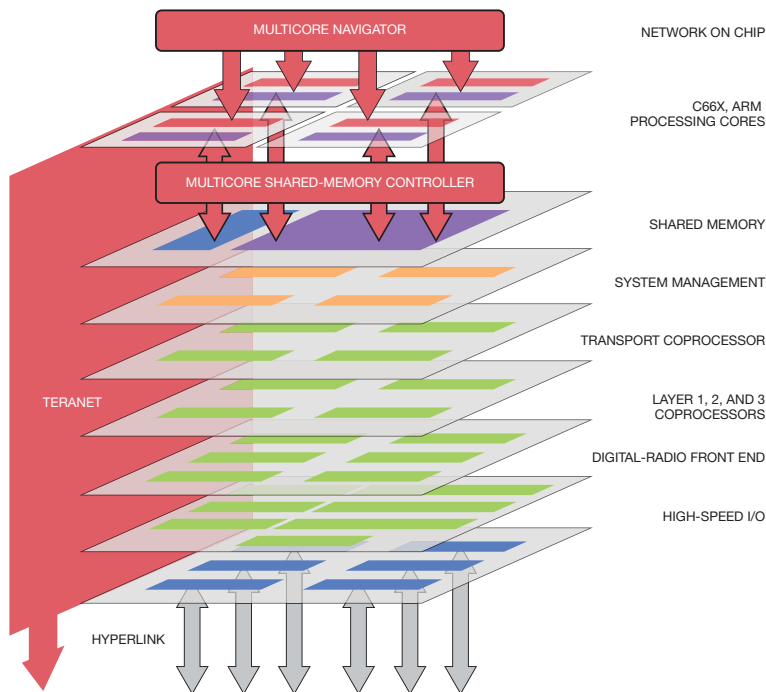 MULTICORE NAVIGATOR
NETWORK ON CHIP
C66X, ARM
PROCESSING CORES
MULTICORE SHARED-MEMORY CONTROLLER
SHARED MEMORY
SYSTEM MANAGEMENT
TRANSPORT COPROCESSOR
TERANET
LAYER 1, 2, AND 3
COPROCESSORS
DIGITAL-RADIO FRONT END
HIGH-SPEED I/O
HYPERLINK